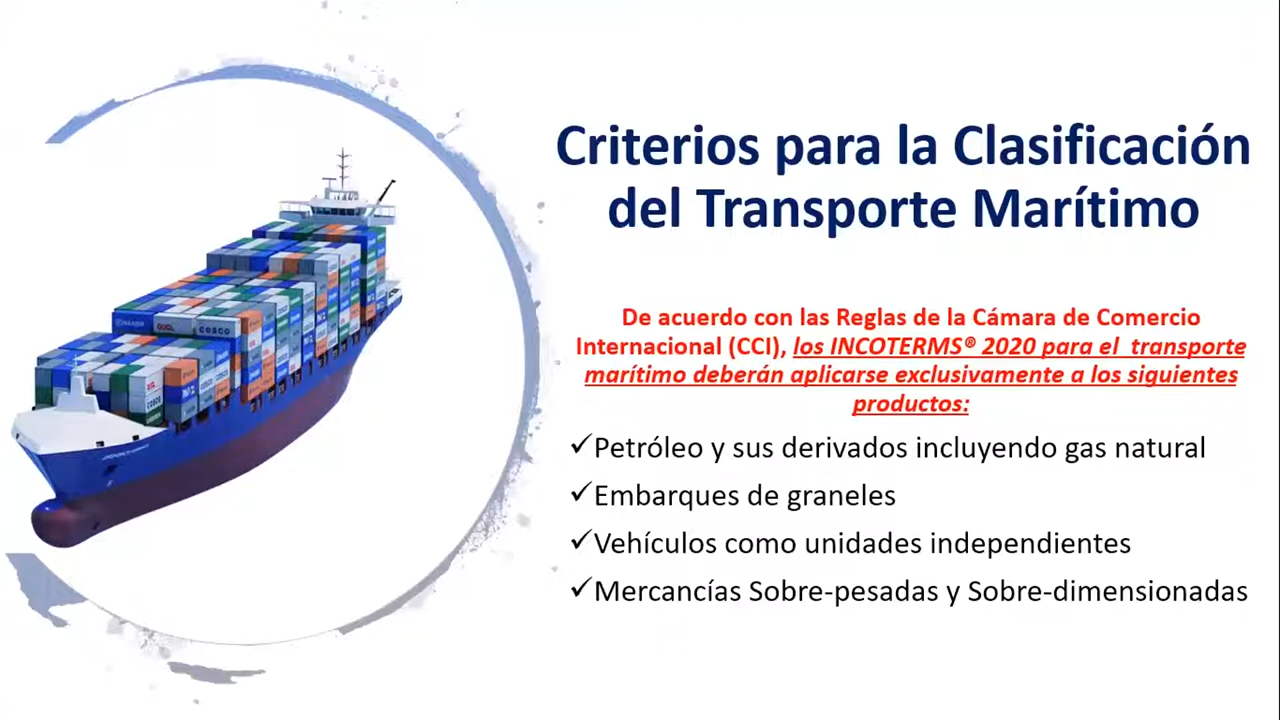 Criterios para la Clasificación
del Transporte Marítimo
De acuerdo con las Reglas de la Cámara de Comercio
Internacional (CCI), los INCOTERMS® 2020 para el transporte
marítimo deberán aplicarse exclusivamente a los siguientes
productos:
✓Petróleo y sus derivados incluyendo gas natural
✓Embarques de graneles
✓Vehículos como unidades independientes
✓Mercancías Sobre-pesadas y Sobre-dimensionadas
cosco